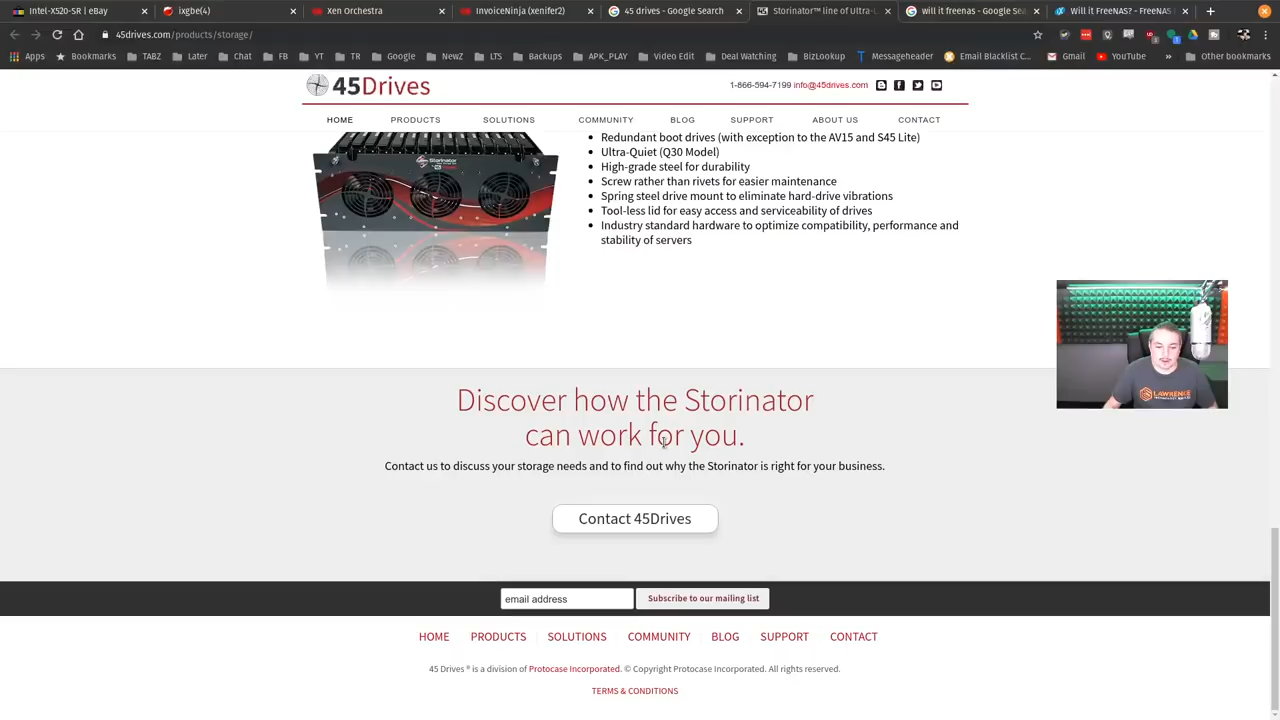 Intel-X520-SR | eBay
ixgbe(4)
Xen Orchestra
InvoiceNinja (xenifer2)
45 drives - Google Search
Storinator™ line of Ultra-L
will it freenas - Google Sea
Will it FreeNAS? - FreeNAS
45drives.com/products/storage/
Apps
Bookmarks
TABZ
Later
Chat
FB
YT
TR
Google
NewZ
LTS
Backups
APK_PLAY
Video Edit
Deal Watching
BizLookup
Messageheader
Email Blacklist C...
Gmail
YouTube
»
Other bookmarks
45Drives
1-866-594-7199 info@45drives.com
HOME
PRODUCTS
SOLUTIONS
COMMUNITY
BLOG
SUPPORT
ABOUT US
CONTACT
Redundant boot drives (with exception to the AV15 and S45 Lite)
Ultra-Quiet (Q30 Model)
High-grade steel for durability
Screw rather than rivets for easier maintenance
Spring steel drive mount to eliminate hard-drive vibrations
Tool-less lid for easy access and serviceability of drives
Industry standard hardware to optimize compatibility, performance and
stability of servers
Storinator
LAWRENCE
Discover how the Storinator
can work for you.
Contact us to discuss your storage needs and to find out why the Storinator is right for your business.
Contact 45Drives
email address
Subscribe to our mailing list
HOME
PRODUCTS
SOLUTIONS
COMMUNITY
BLOG
SUPPORT
CONTACT
45 Drives ® is a division of Protocase Incorporated. © Copyright Protocase Incorporated. All rights reserved.
TERMS & CONDITIONS